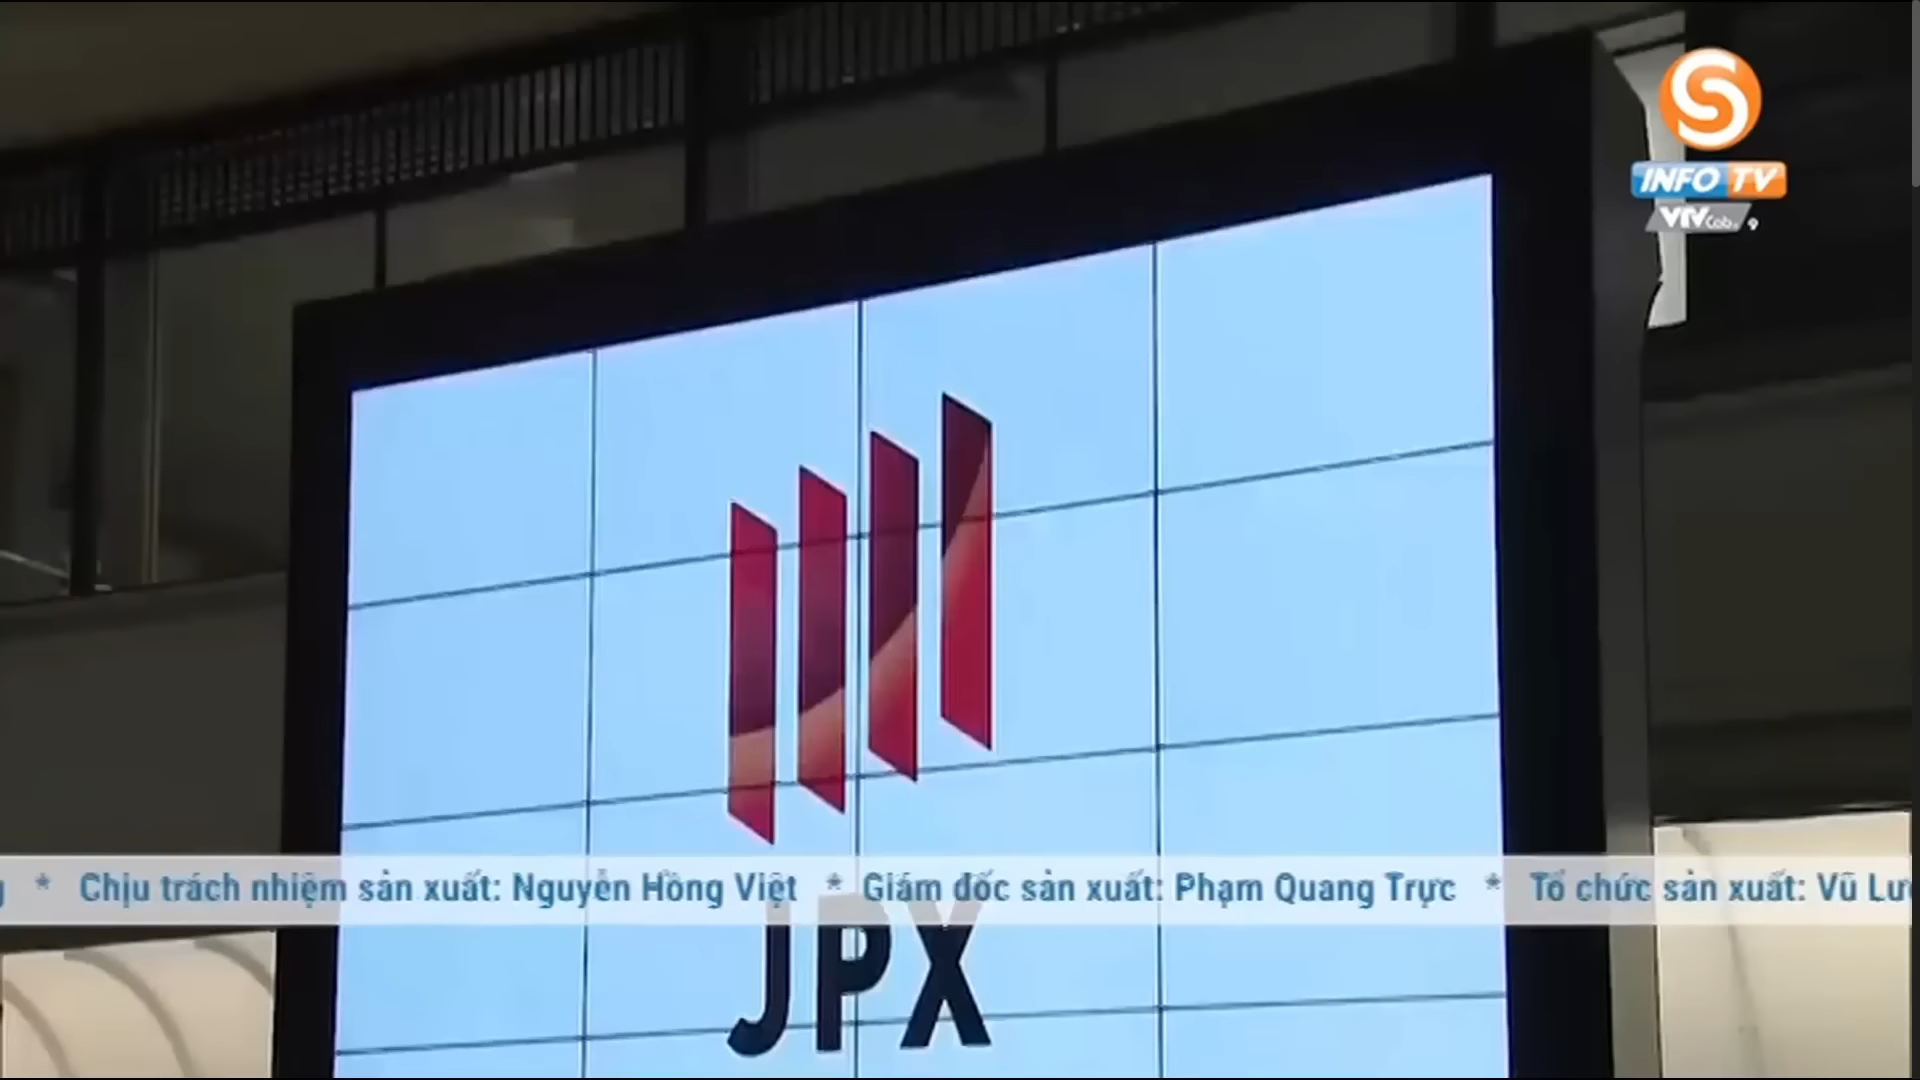 S
INFO TV
VTVCab 9
* Chịu trách nhiệm sản xuất: Nguyễn Hồng Việt * Giám đốc sản xuất: Phạm Quang Trực * Tổ chức sản xuất: Vũ
JPX